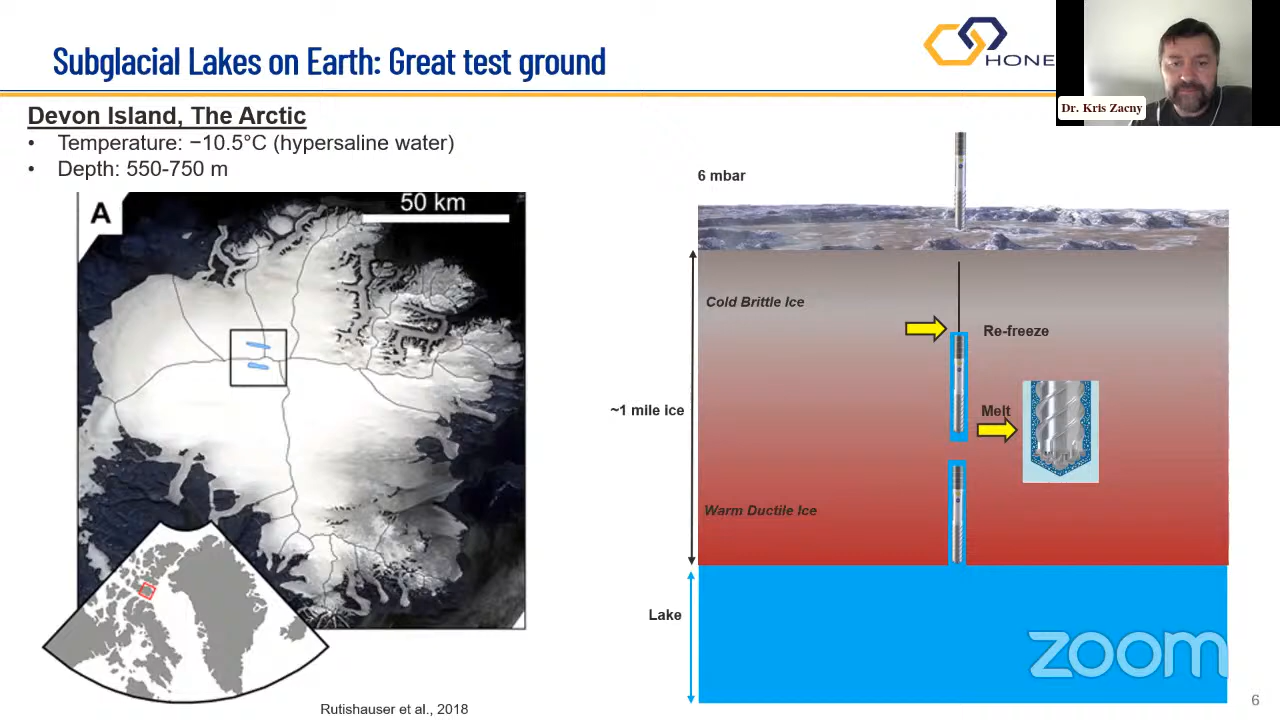 Subglacial Lakes on Earth: Great test ground
HONE
Dr. Kris Zacny
Devon Island, The Arctic
• Temperature: −10.5°C (hypersaline water)
• Depth: 550-750 m
A
50 km
Rutishauser et al., 2018
6 mbar
Cold Brittle Ice
Re-freeze
~1 mile ice
Melt
Warm Ductile Ice
Lake
zoom
6